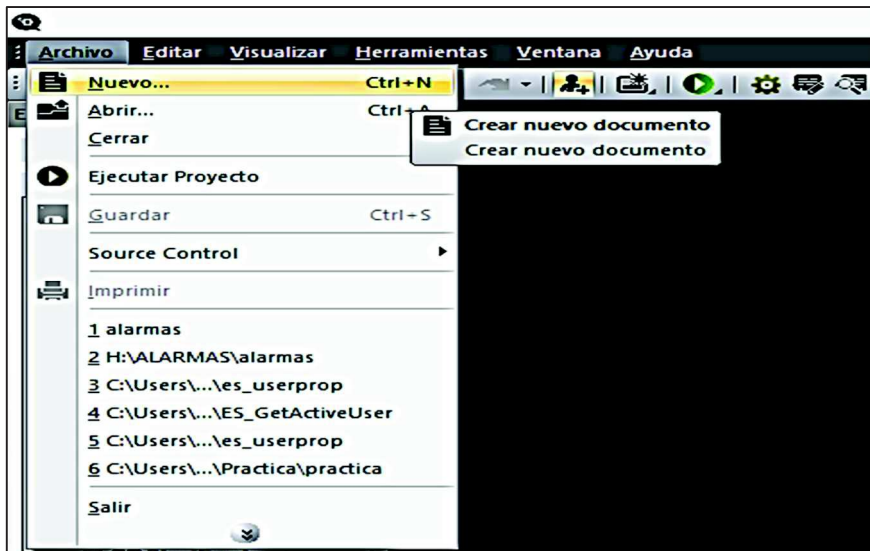 Archivo Editar Visualizar Herramientas Ventana Ayuda
Nuevo... Ctrl+N
Abrir... Ctrl+A
Crear nuevo documento
Cerrar
Crear nuevo documento
Ejecutar Proyecto
Guardar Ctrl+S
Source Control
Imprimir
1 alarmas
2 H:\ALARMAS\alarmas
3 C:\Users\...\es_userprop
4 C:\Users\...\ES_GetActiveUser
5 C:\Users\...\es_userprop
6 C:\Users\...\Practica\practica
Salir